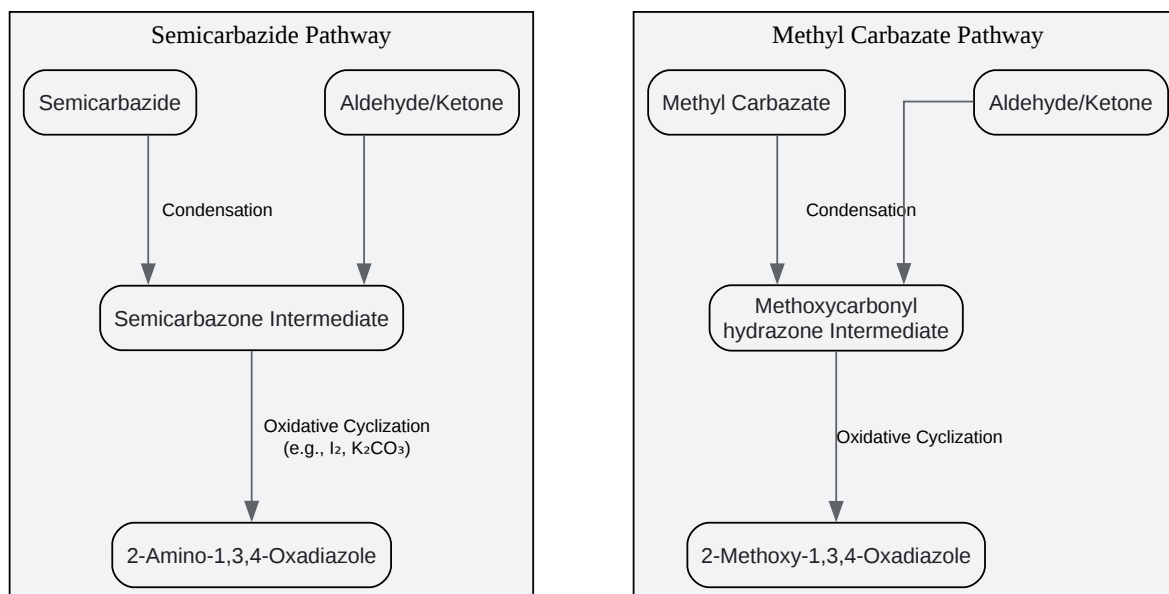 Semicarbazide Pathway
Semicarbazide
Aldehyde/Ketone
Condensation
Semicarbazone Intermediate
Oxidative Cyclization
(e.g., I₂, K₂CO₃)
2-Amino-1,3,4-Oxadiazole
Methyl Carbazate Pathway
Methyl Carbazate
Aldehyde/Ketone
Condensation
Methoxycarbonyl
hydrazone Intermediate
Oxidative Cyclization
2-Methoxy-1,3,4-Oxadiazole